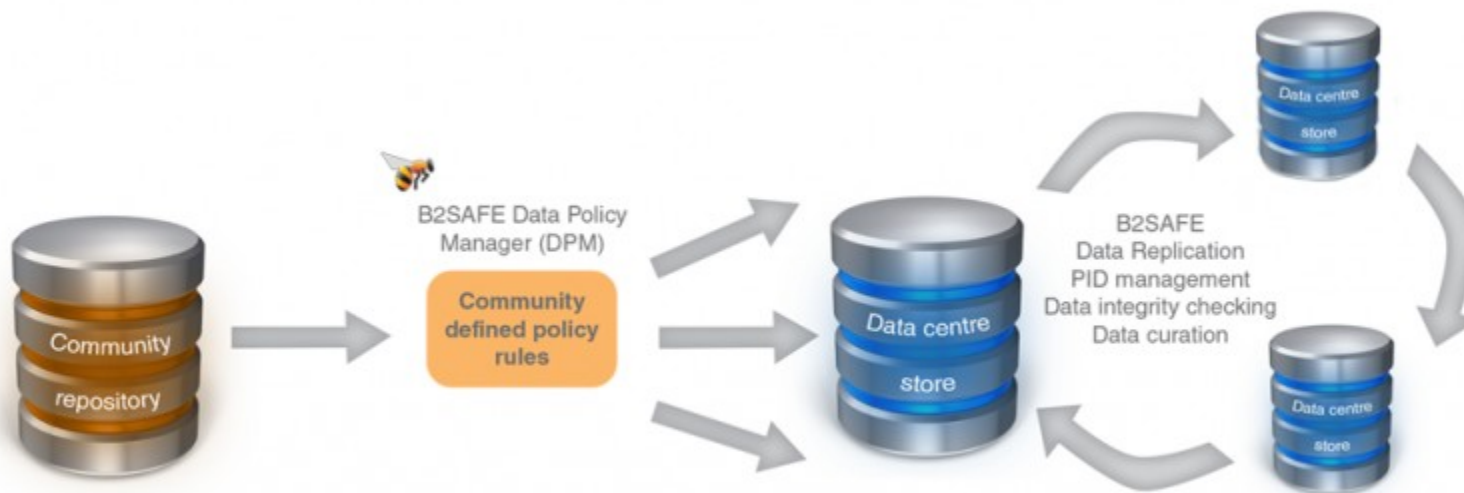 Community
repository
B2SAFE Data Policy
Manager (DPM)
Community
defined policy
rules
Data centre
store
B2SAFE
Data Replication
PID management
Data integrity checking
Data curation
Data centre
store
Data centre
store